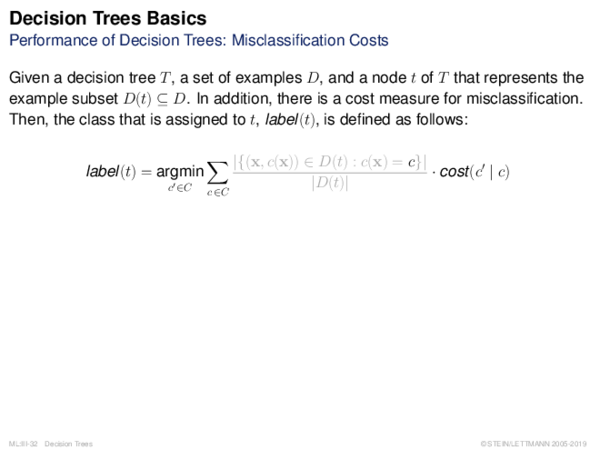 Decision Trees Basics
Performance of Decision Trees: Misclassification Costs
Given a decision tree T, a set of examples D, and a node t of T that represents the
example subset D(t) ⊆ D. In addition, there is a cost measure for misclassification.
Then, the class that is assigned to t, label(t), is defined as follows:
label(t) = argmin_{c′∈C} ∑_{c∈C} |{(x, c(x)) ∈ D(t) : c(x) = c}| / |D(t)| · cost(c′ | c)
ML:III-32 Decision Trees © STEIN/LETTMANN 2005-2019